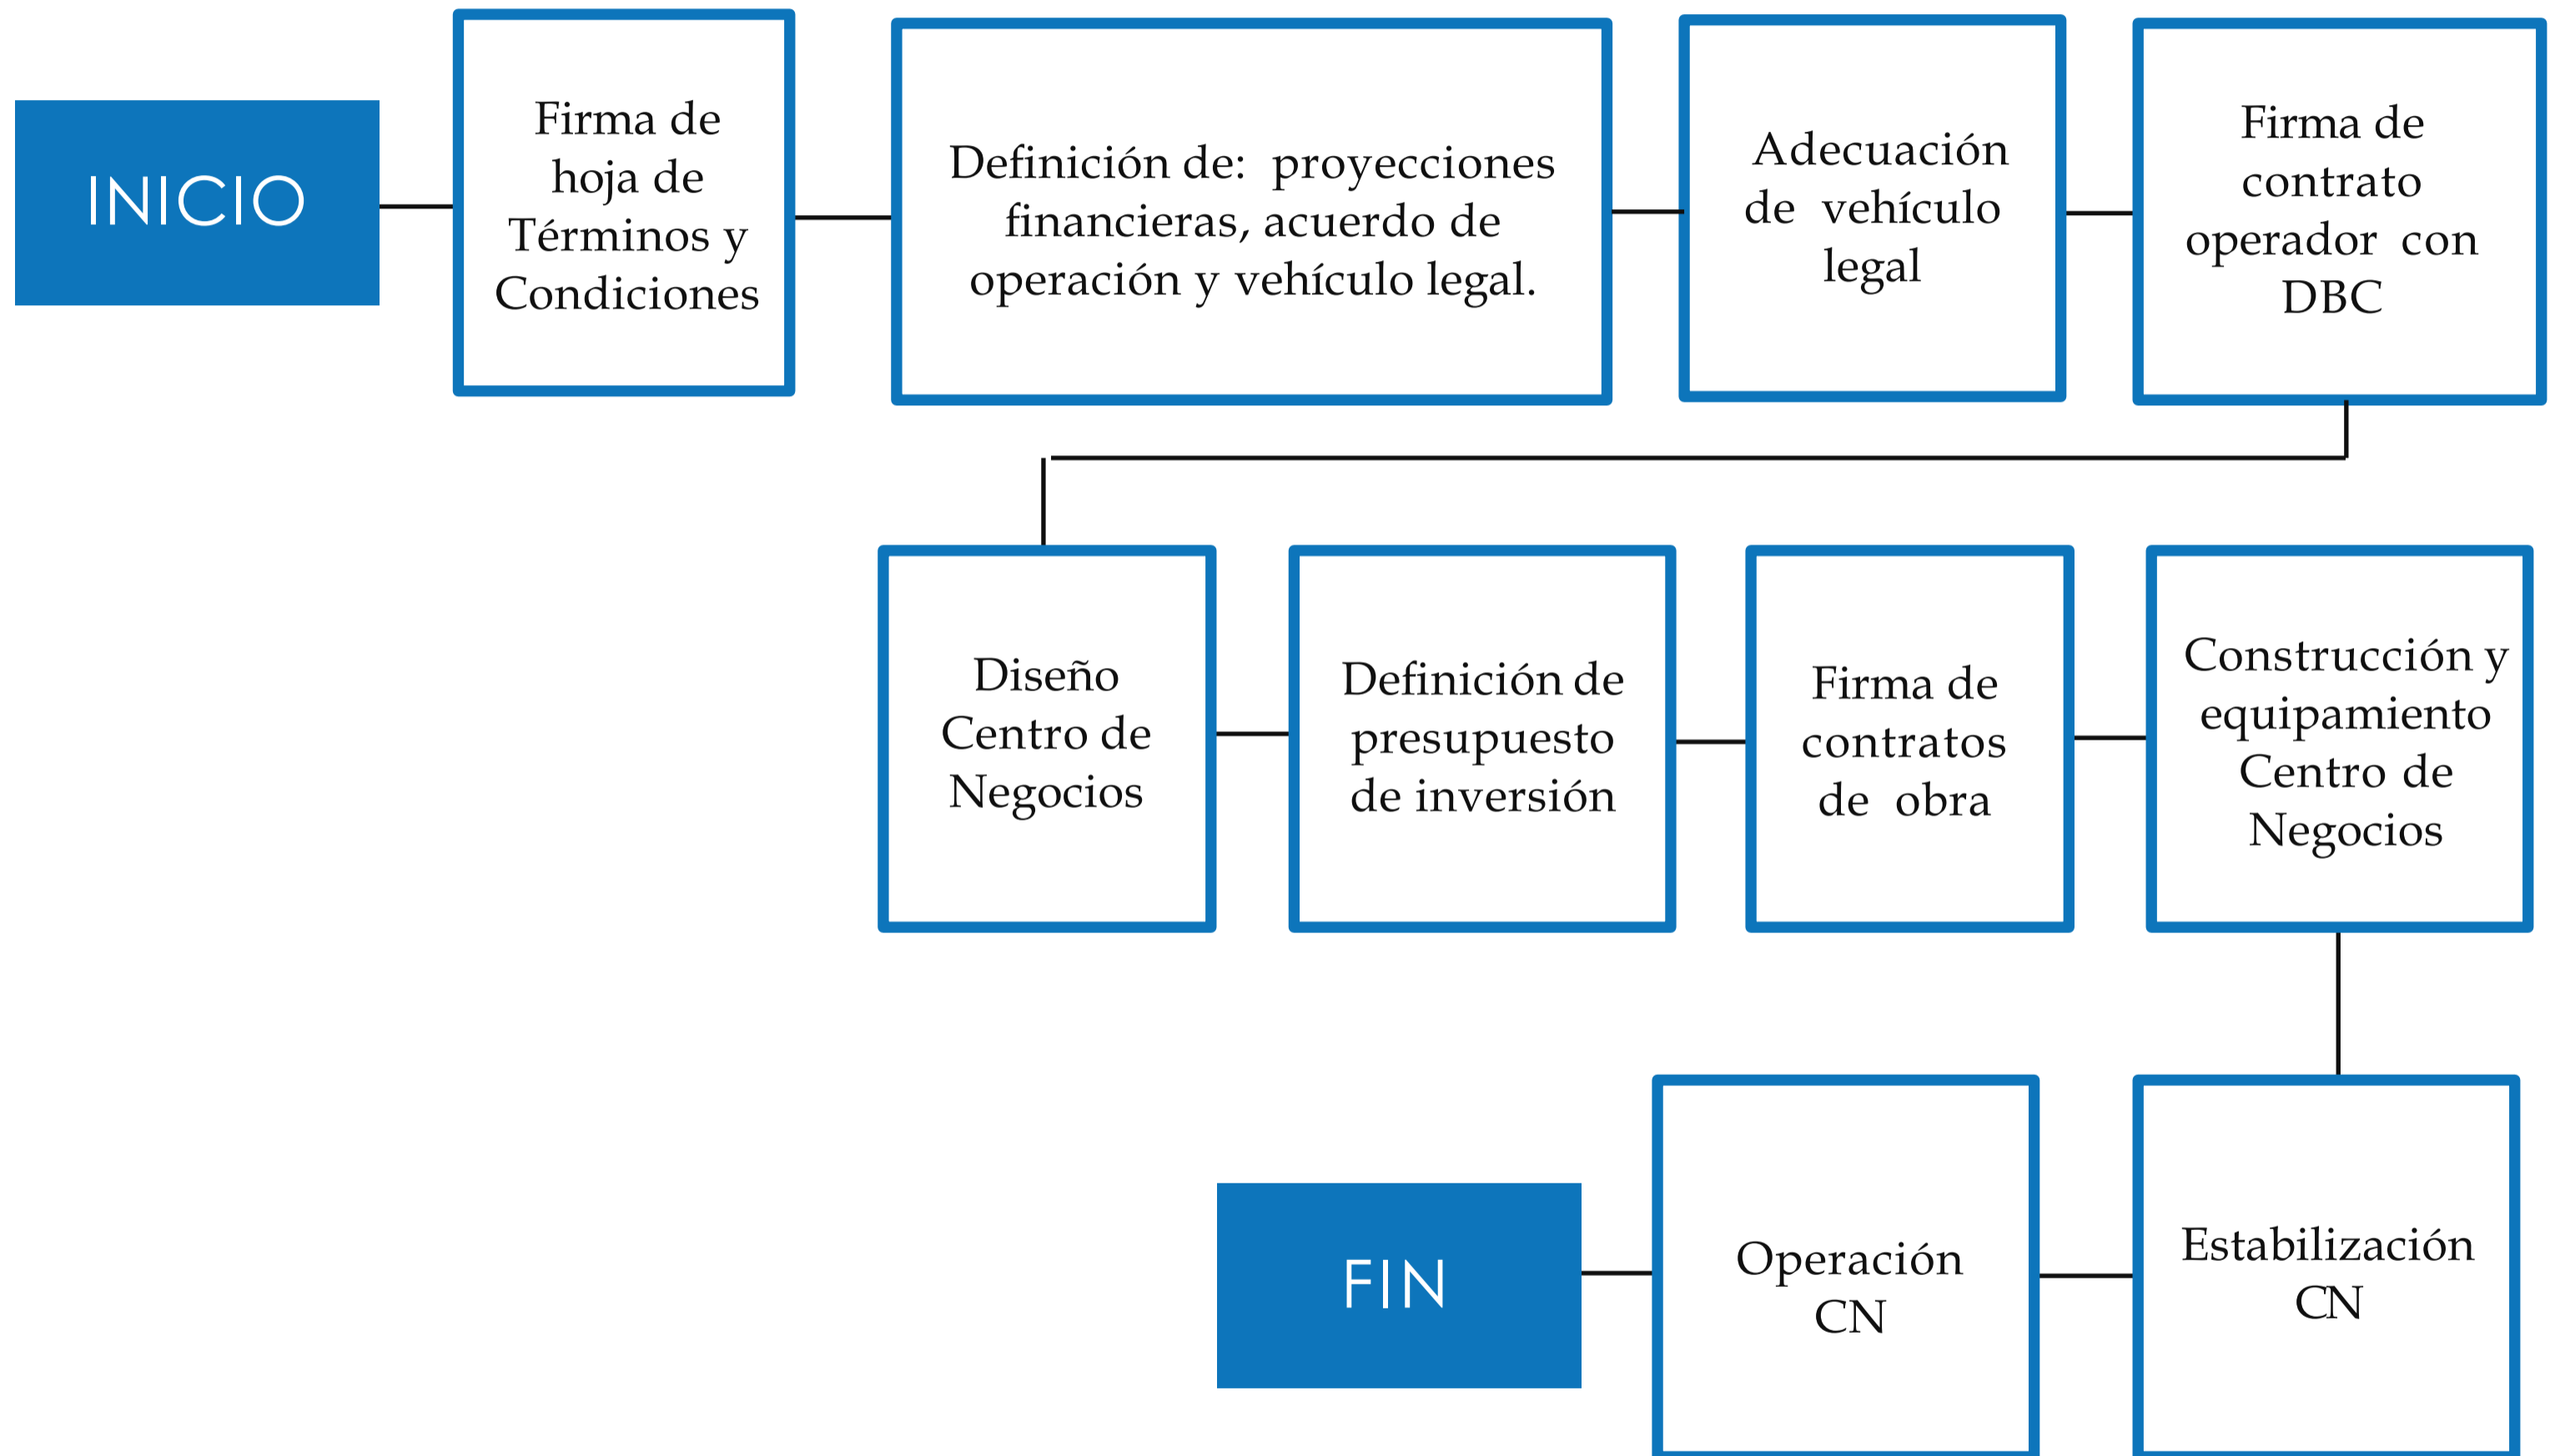 INICIO
Firma de
hoja de
Términos y
Condiciones
Definición de: proyecciones
financieras, acuerdo de
operación y vehículo legal.
Adecuación
de vehículo
legal
Firma de
contrato
operador con
DBC
Diseño
Centro de
Negocios
Definición de
presupuesto
de inversión
Firma de
contratos
de obra
Construcción y
equipamiento
Centro de
Negocios
Estabilización
CN
Operación
CN
FIN